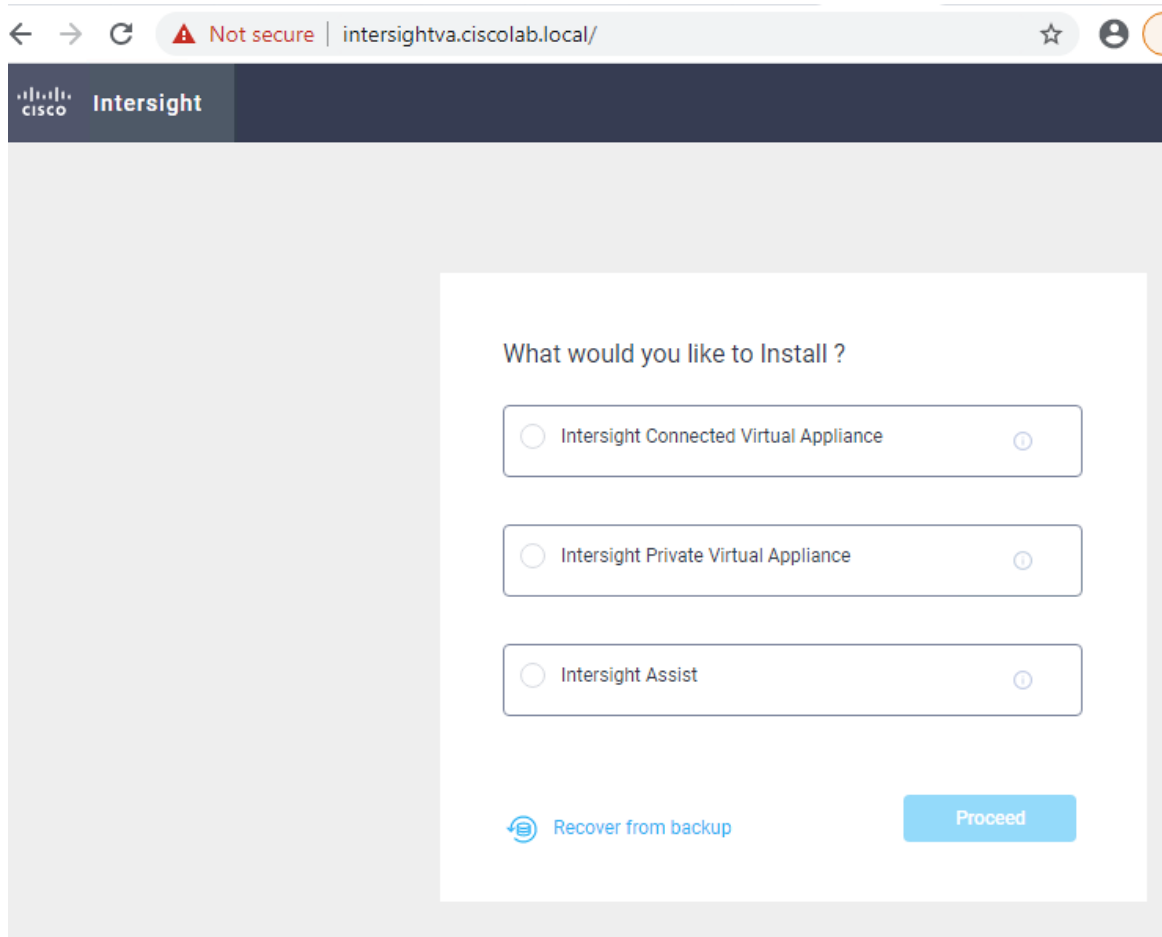 Not secure | intersightva.ciscolab.local/
CISCO Intersight
What would you like to Install ?
Intersight Connected Virtual Appliance
Intersight Private Virtual Appliance
Intersight Assist
Recover from backup
Proceed